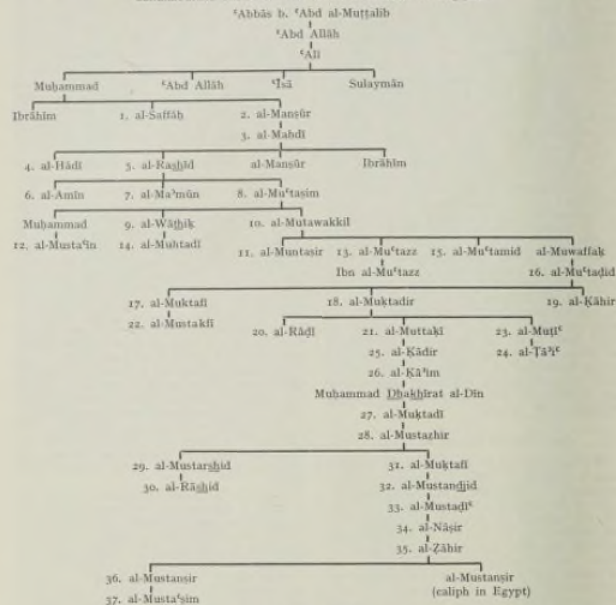 ʿAbbās b. ʿAbd al-Muṭṭalib
ʿAbd Allāh
ʿAlī
Muḥammad ʿAbd Allāh ʿĪsā Sulaymān
Ibrāhīm 1. al-Saffāḥ 2. al-Manṣūr
3. al-Mahdī
4. al-Hādī 5. al-Rashīd al-Manṣūr Ibrāhīm
6. al-Amīn 7. al-Maʾmūn 8. al-Muʿtaṣim
Muḥammad 9. al-Wāthiḳ 10. al-Mutawakkil
12. al-Mustaʿīn 14. al-Muhtadī
11. al-Muntaṣir 13. al-Muʿtazz 15. al-Muʿtamid al-Muwaffaḳ
Ibn al-Muʿtazz 16. al-Muʿtaḍid
17. al-Muktafī 18. al-Muḳtadir 19. al-Ḳāhir
22. al-Mustakfī
20. al-Rāḍī 21. al-Muttaḳī 23. al-Muṭīʿ
25. al-Ḳādir 24. al-Ṭāʾiʿ
26. al-Ḳāʾim
Muḥammad Dhakhīrat al-Dīn
27. al-Muḳtadī
28. al-Mustaẓhir
29. al-Mustarshid 31. al-Muḳtafī
30. al-Rāshid 32. al-Mustandjid
33. al-Mustaḍīʿ
34. al-Nāṣir
35. al-Ẓāhir
36. al-Mustanṣir al-Mustanṣir
37. al-Mustaʿṣim (caliph in Egypt)